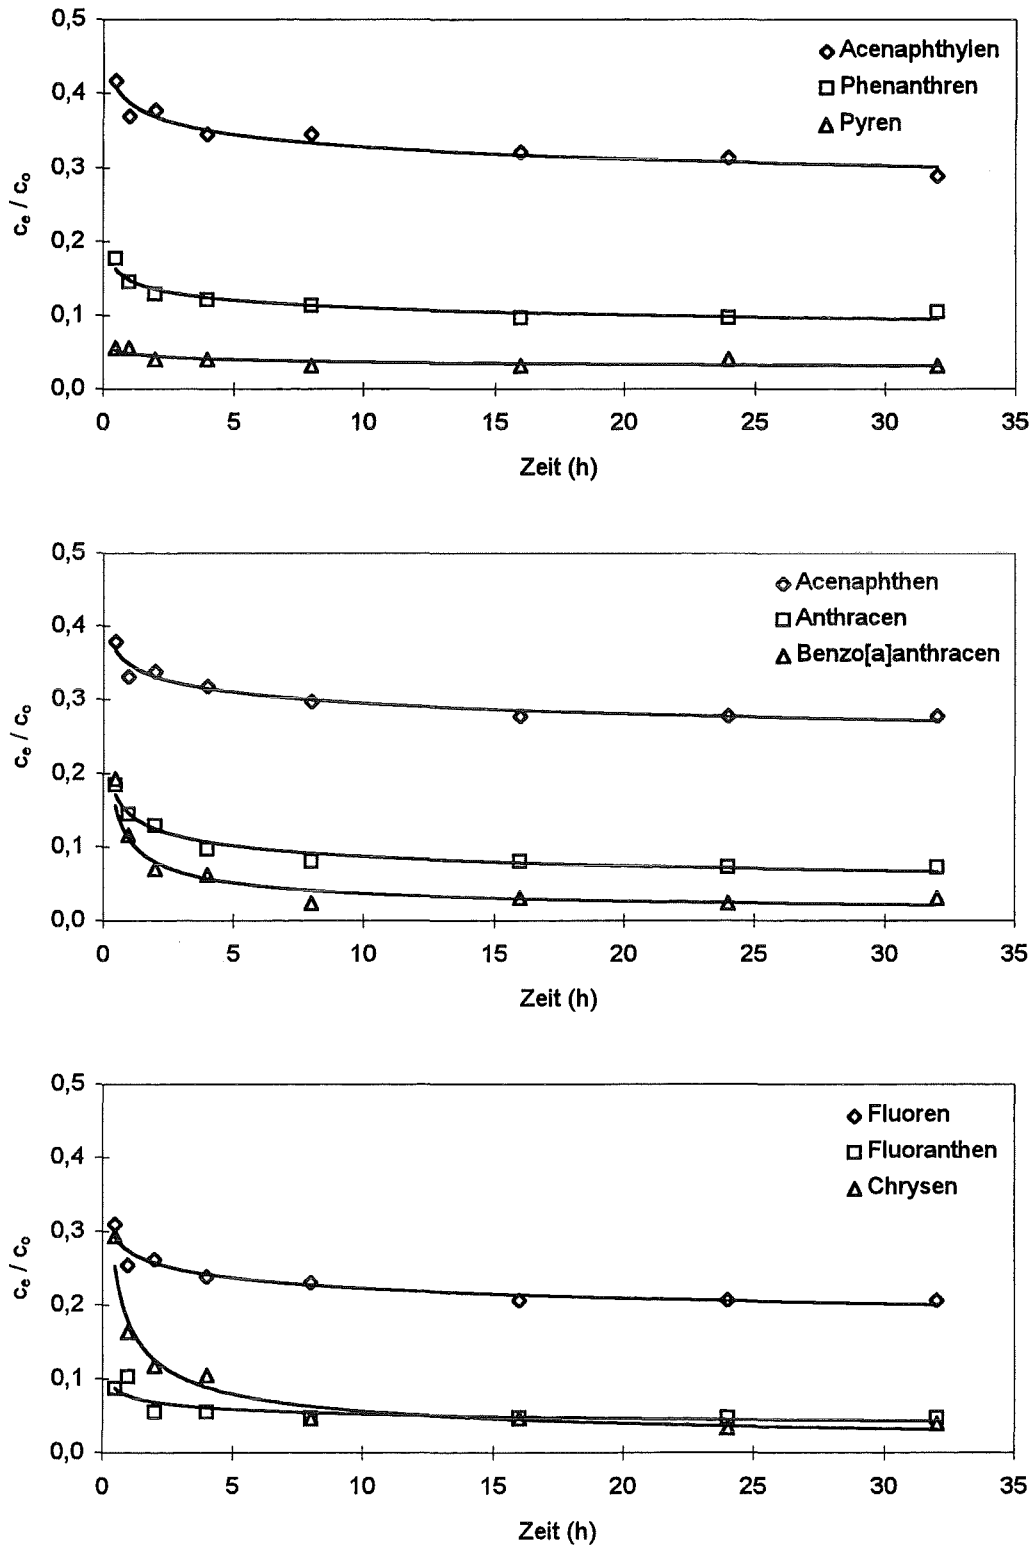 0,5
0,4
0,3
0,2
0,1
0,0
c_e / c_o
Acenaphthylen
Phenanthren
Pyren
0 5 10 15 20 25 30 35
Zeit (h)
0,5
0,4
0,3
0,2
0,1
0,0
c_e / c_o
Acenaphthen
Anthracen
Benzo[a]anthracen
0 5 10 15 20 25 30 35
Zeit (h)
0,5
0,4
0,3
0,2
0,1
0,0
c_e / c_o
Fluoren
Fluoranthen
Chrysen
0 5 10 15 20 25 30 35
Zeit (h)